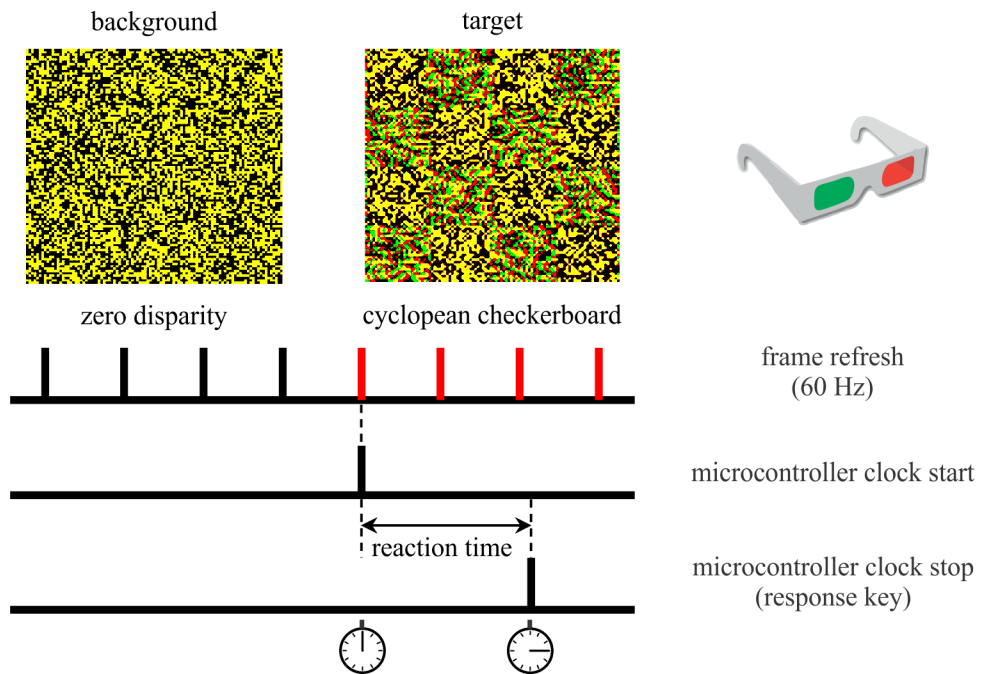 background
target
zero disparity
cyclopean checkerboard
frame refresh
(60 Hz)
microcontroller clock start
reaction time
microcontroller clock stop
(response key)